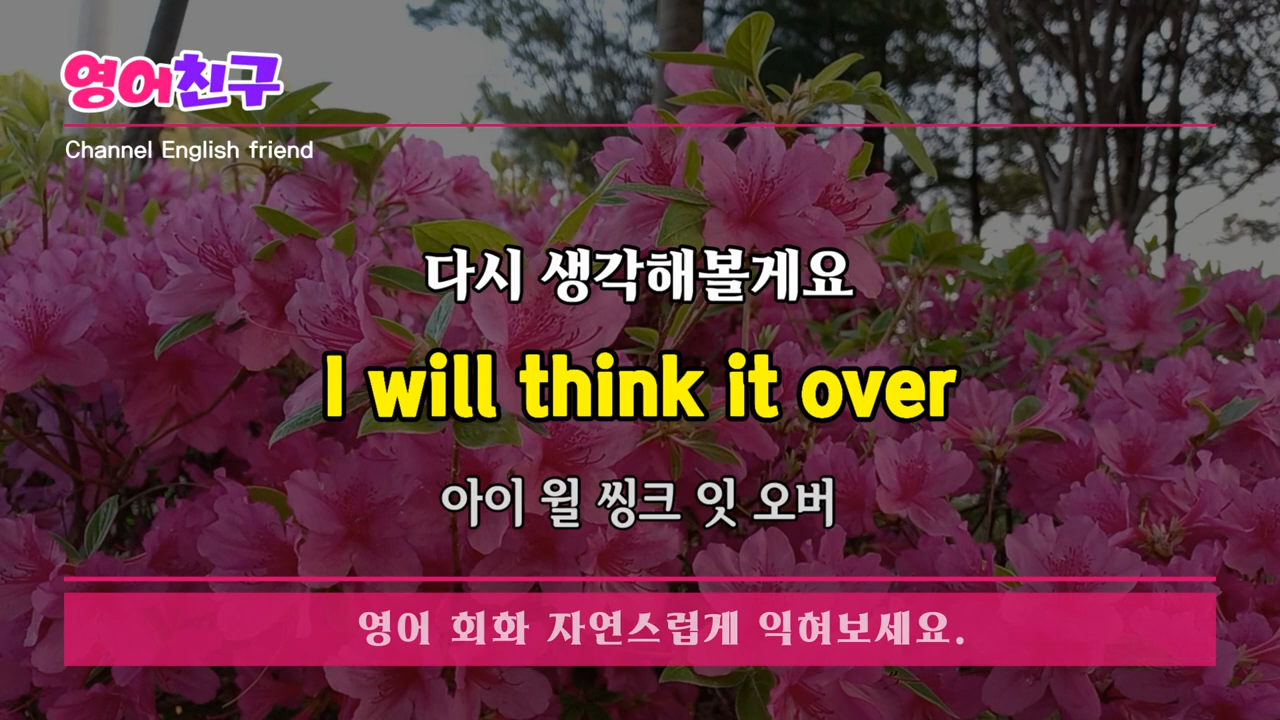 영어친구
Channel English friend
다시 생각해볼게요
I will think it over
아이 윌 씽크 잇 오버
영어 회화 자연스럽게 익혀보세요.